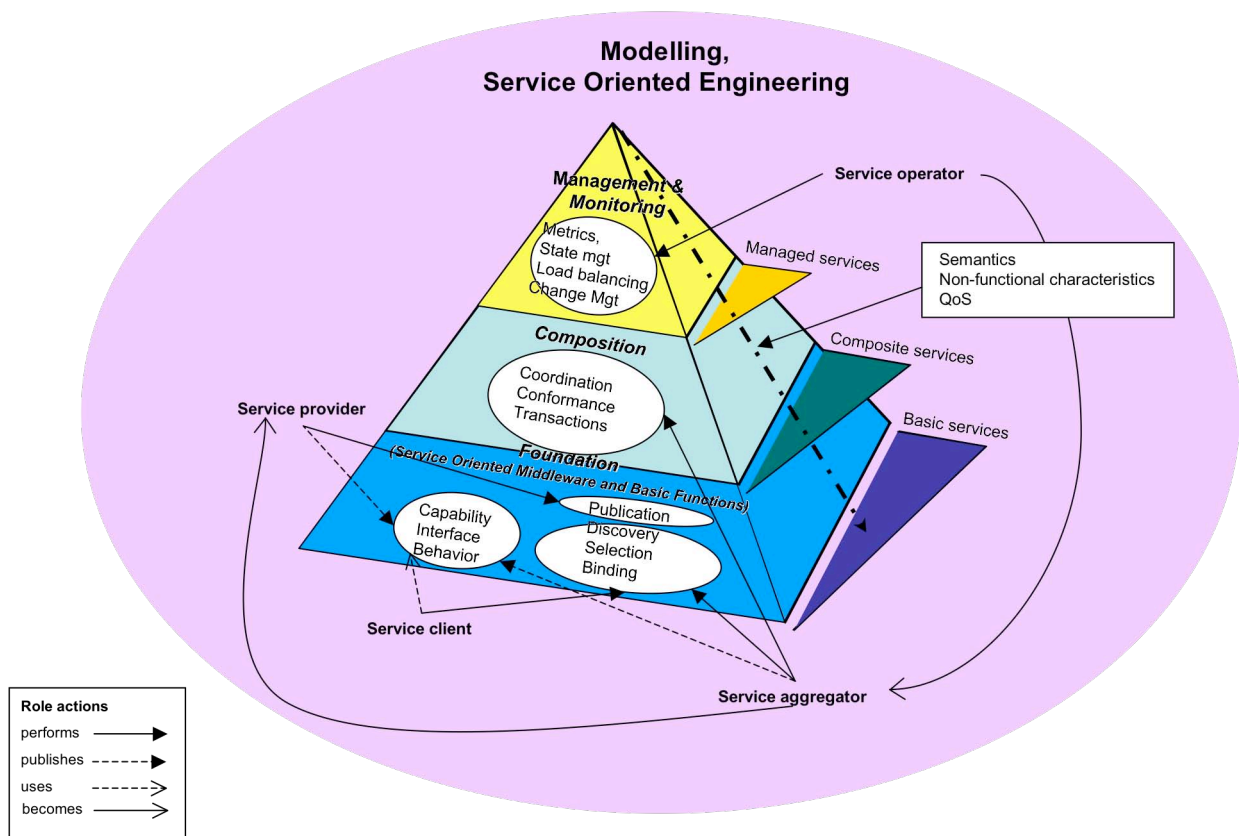 Modelling,
Service Oriented Engineering
Service operator
Management &
Monitoring
Metrics,
State mgt
Load balancing
Change Mgt
Managed services
Semantics
Non-functional characteristics
QoS
Composition
Coordination
Conformance
Transactions
Composite services
Service provider
Basic services
Foundation
(Service Oriented Middleware and Basic Functions)
Publication
Capability
Interface
Behavior
Discovery
Selection
Binding
Service client
Service aggregator
Role actions
performs
publishes
uses
becomes